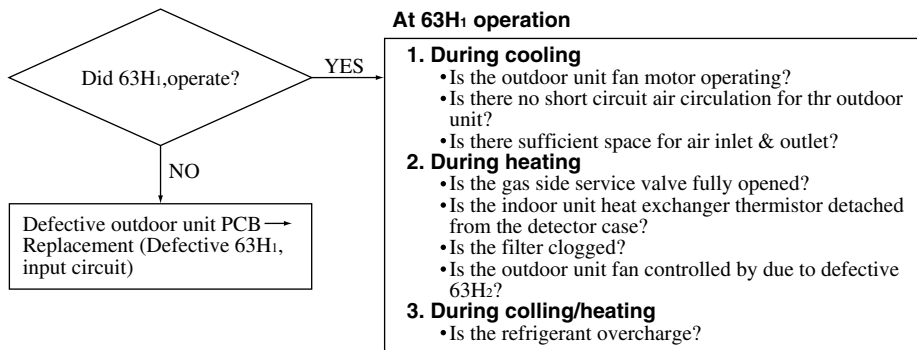 At 63H1 operation
Did 63H1,operate?
YES
NO
Defective outdoor unit PCB →
Replacement (Defective 63H1,
input circuit)
1. During cooling
•Is the outdoor unit fan motor operating?
•Is there no short circuit air circulation for thr outdoor
unit?
•Is there sufficient space for air inlet & outlet?
2. During heating
•Is the gas side service valve fully opened?
•Is the indoor unit heat exchanger thermistor detached
from the detector case?
•Is the filter clogged?
•Is the outdoor unit fan controlled by due to defective
63H2?
3. During colling/heating
•Is the refrigerant overcharge?